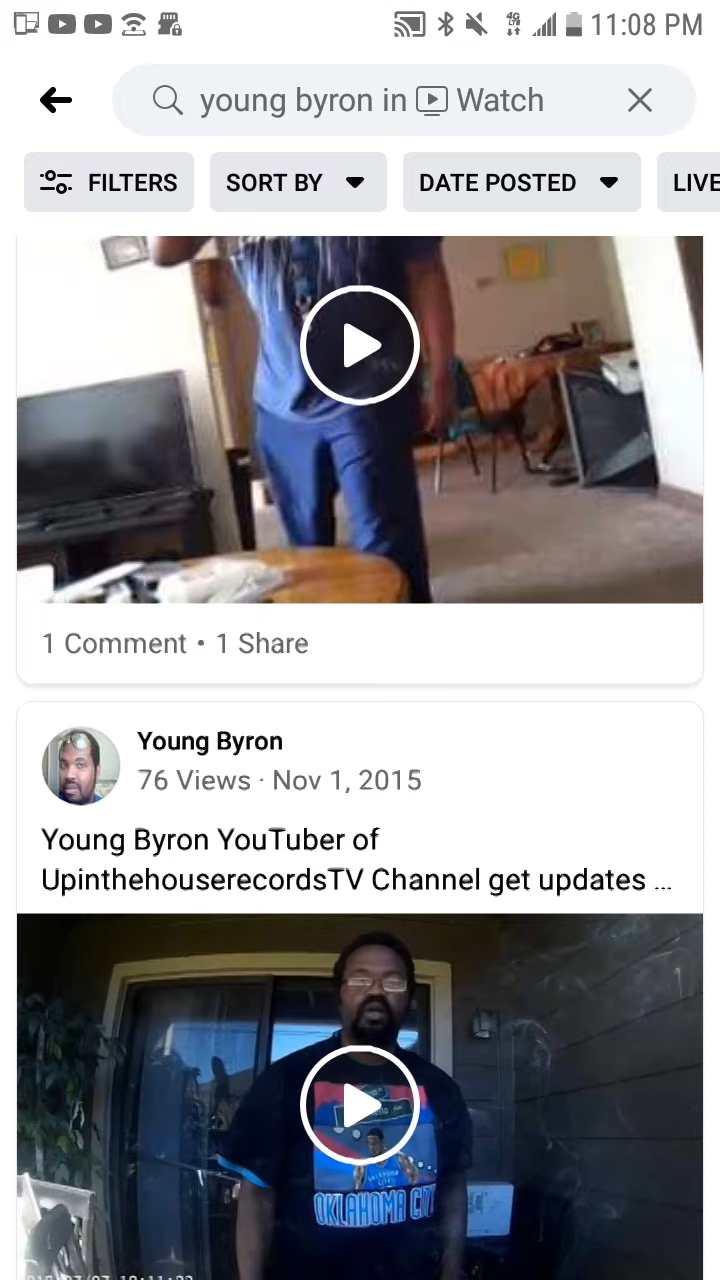 11:08 PM
young byron in Watch
FILTERS
SORT BY
DATE POSTED
LIVE
1 Comment • 1 Share
Young Byron
76 Views · Nov 1, 2015
Young Byron YouTuber of
UpinthehouserecordsTV Channel get updates ...
OKLAHOMA CITY